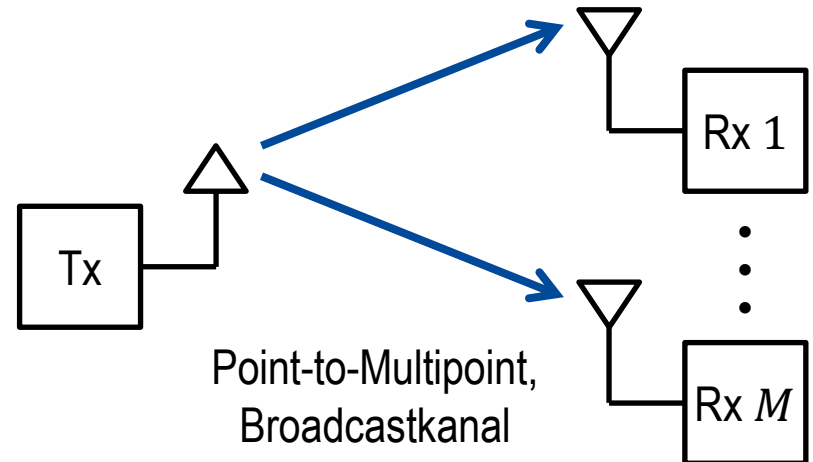 Rx 1
Tx
Point-to-Multipoint,
Broadcastkanal
Rx M